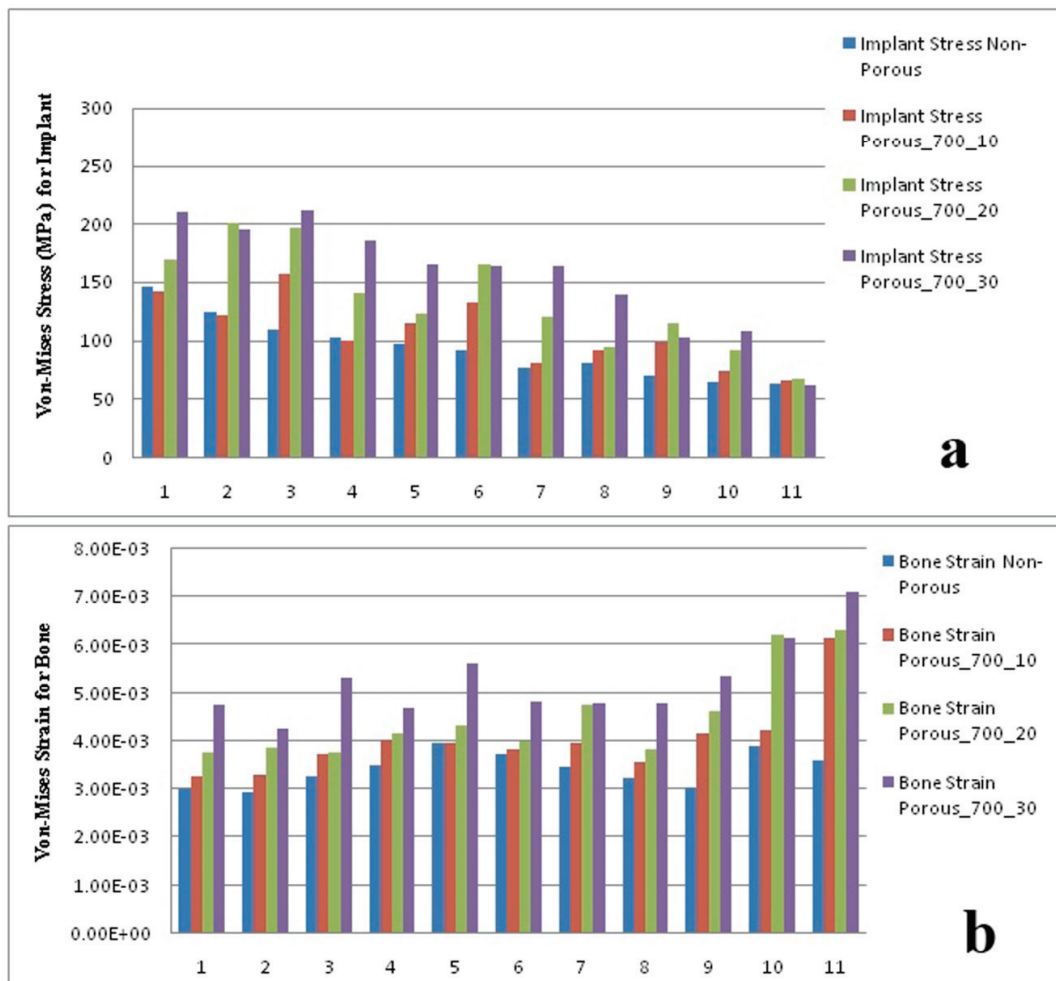 Von-Mises Stress (MPa) for Implant
300
250
200
150
100
50
0
1 2 3 4 5 6 7 8 9 10 11
Implant Stress Non-
Porous
Implant Stress
Porous_700_10
Implant Stress
Porous_700_20
Implant Stress
Porous_700_30
a
Von-Mises Strain for Bone
8.00E-03
7.00E-03
6.00E-03
5.00E-03
4.00E-03
3.00E-03
2.00E-03
1.00E-03
0.00E+00
1 2 3 4 5 6 7 8 9 10 11
Bone Strain Non-
Porous
Bone Strain
Porous_700_10
Bone Strain
Porous_700_20
Bone Strain
Porous_700_30
b